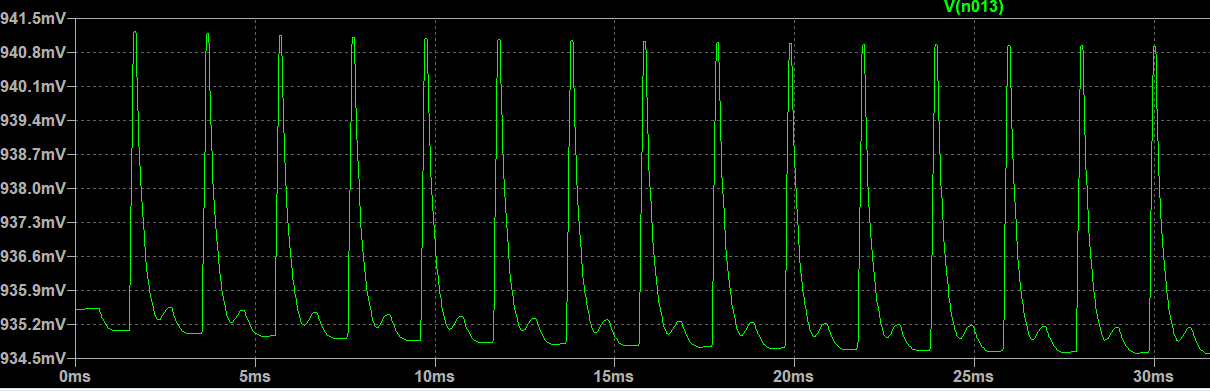 V(n013)
941.5mV
940.8mV
940.1mV
939.4mV
938.7mV
938.0mV
937.3mV
936.6mV
935.9mV
935.2mV
934.5mV
0ms 5ms 10ms 15ms 20ms 25ms 30ms